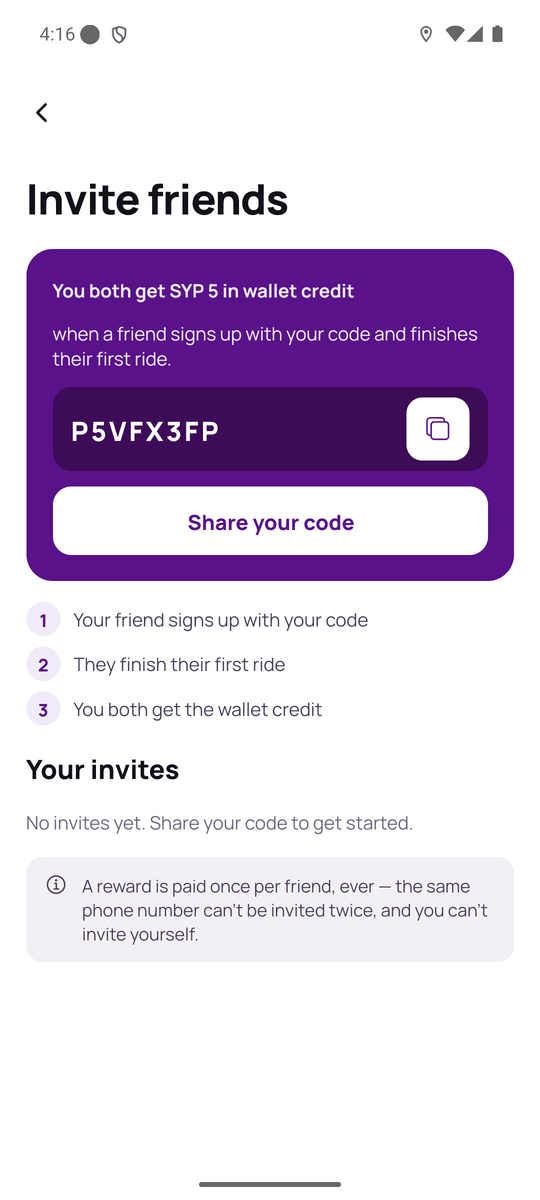 4:16
Invite friends
You both get SYP 5 in wallet credit
when a friend signs up with your code and finishes
their first ride.
P5VFX3FP
Share your code
1 Your friend signs up with your code
2 They finish their first ride
3 You both get the wallet credit
Your invites
No invites yet. Share your code to get started.
A reward is paid once per friend, ever — the same
phone number can't be invited twice, and you can't
invite yourself.